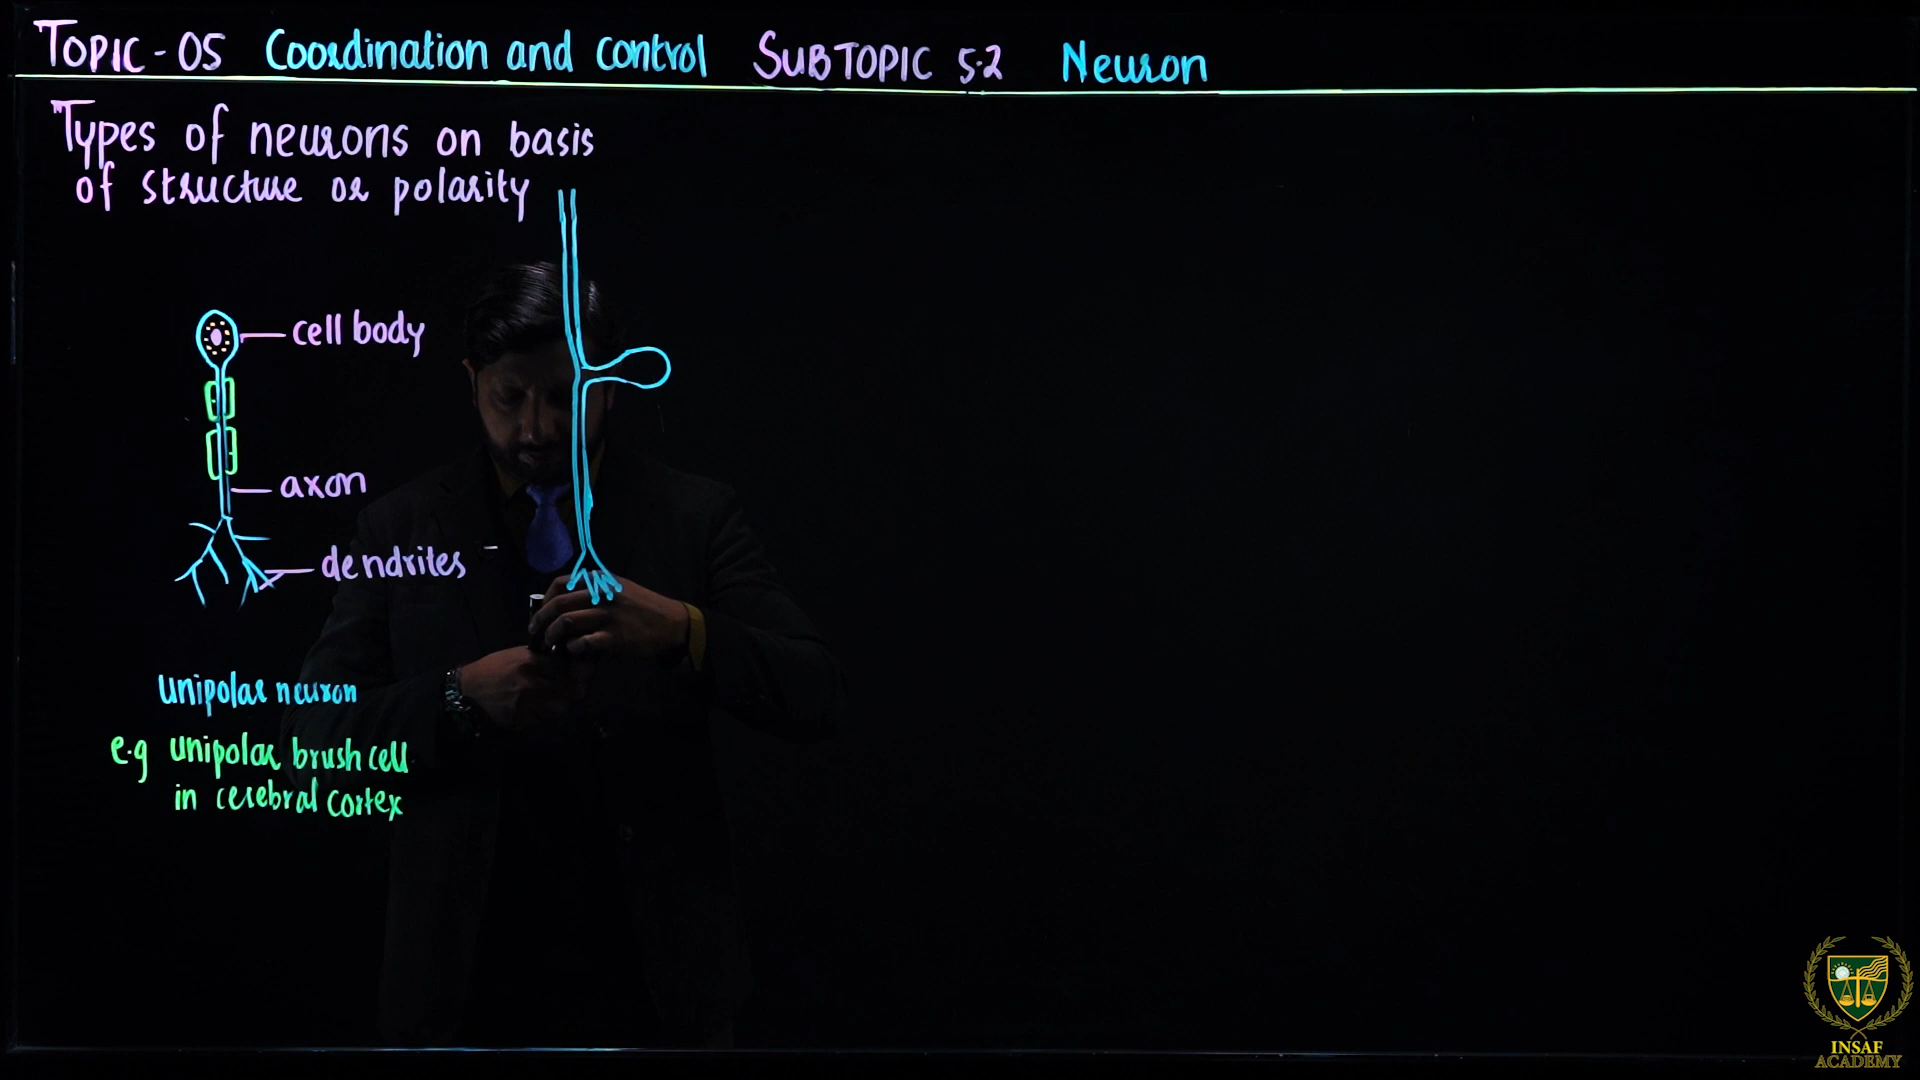 TOPIC - 05 Coordination and control SUBTOPIC 5.2 Neuron
Types of neurons on basis
of structure or polarity
cell body
axon
dendrites
unipolar neuron
e.g unipolar brush cell
in cerebral cortex
INSAF
ACADEMY